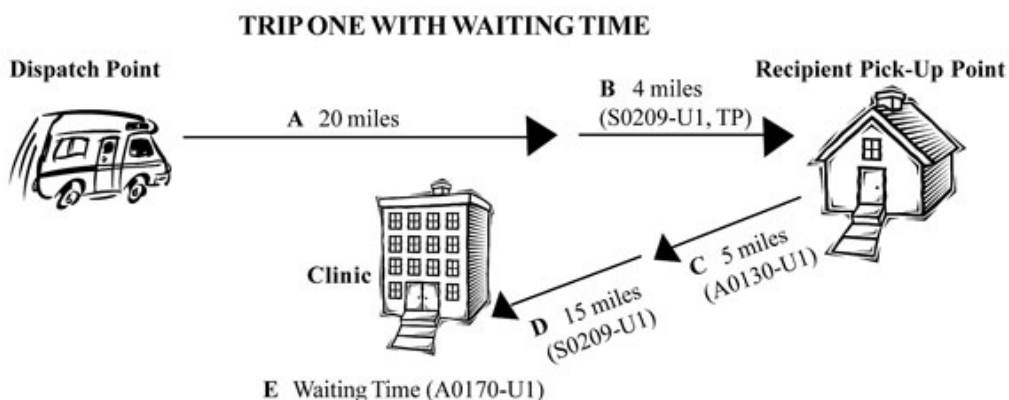 TRIP ONE WITH WAITING TIME
Dispatch Point
Recipient Pick-Up Point
A 20 miles
B 4 miles
(S0209-U1, TP)
C 5 miles
(A0130-U1)
Clinic
D 15 miles
(S0209-U1)
E Waiting Time (A0170-U1)